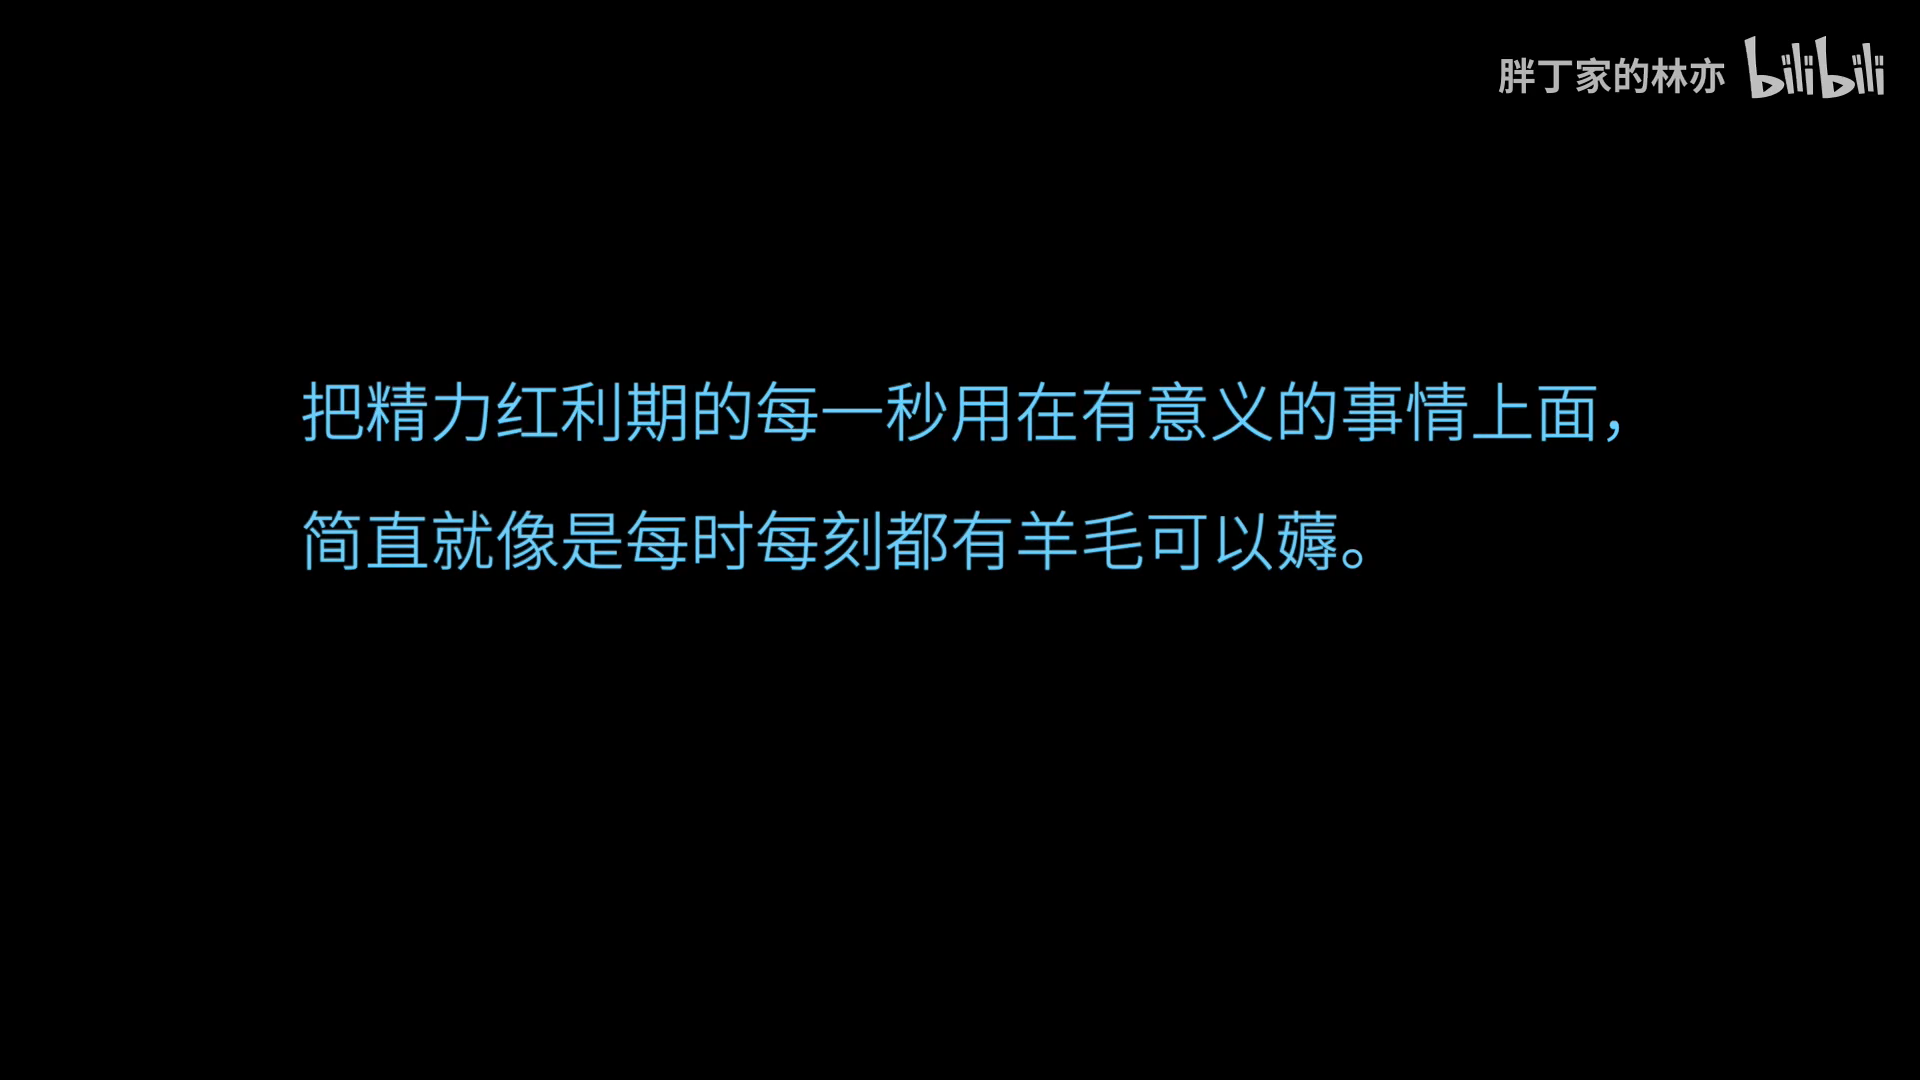 胖丁家的林亦 bilibili
把精力红利期的每一秒用在有意义的事情上面，
简直就像是每时每刻都有羊毛可以薅。